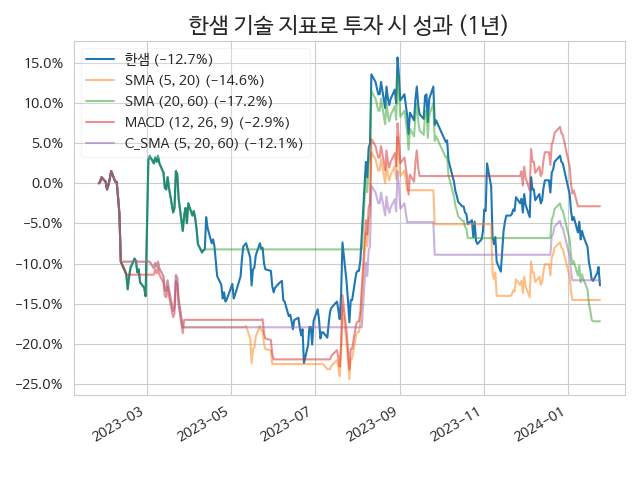 한샘 기술 지표로 투자 시 성과 (1년)
한샘 (−12.7%)
SMA (5, 20) (−14.6%)
SMA (20, 60) (−17.2%)
MACD (12, 26, 9) (−2.9%)
C_SMA (5, 20, 60) (−12.1%)
15.0%
10.0%
5.0%
0.0%
−5.0%
−10.0%
−15.0%
−20.0%
−25.0%
2023−03
2023−05
2023−07
2023−09
2023−11
2024−01